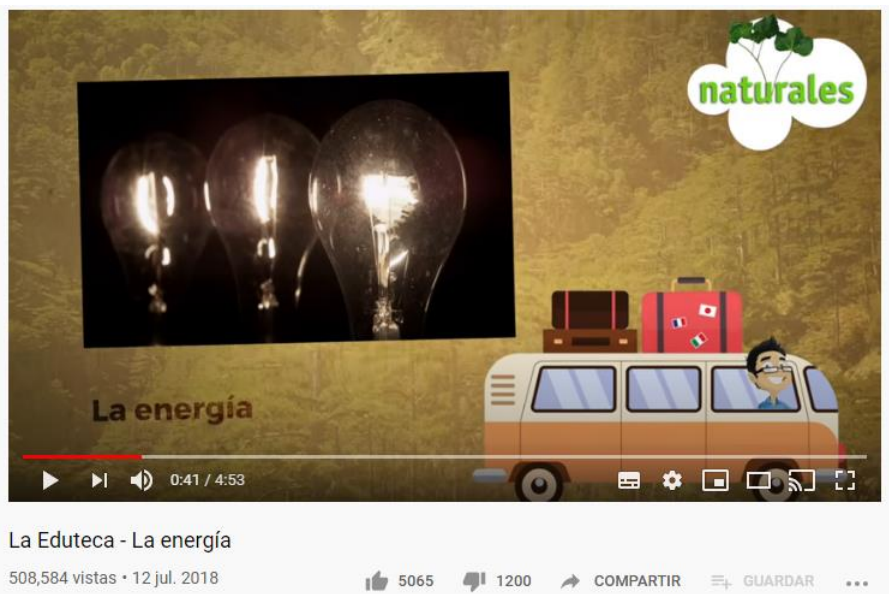 naturales
La energía
0:41 / 4:53
La Eduteca - La energía
508,584 vistas • 12 jul. 2018
5065 1200 COMPARTIR GUARDAR